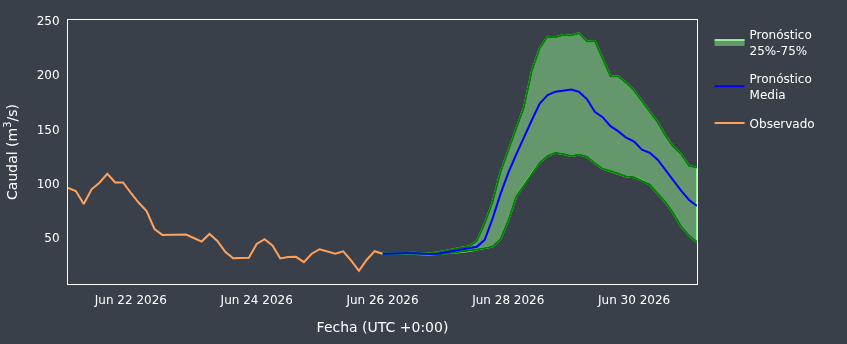 250
200
150
100
50
Caudal (m³/s)
Jun 22 2026
Jun 24 2026
Jun 26 2026
Jun 28 2026
Jun 30 2026
Fecha (UTC +0:00)
Pronóstico
25%-75%
Pronóstico
Media
Observado